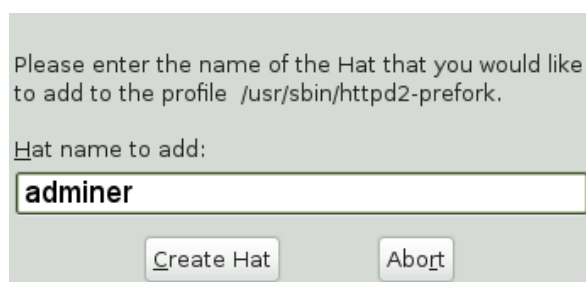 Please enter the name of the Hat that you would like
to add to the profile /usr/sbin/httpd2-prefork.
Hat name to add:
adminer
Create Hat Abort